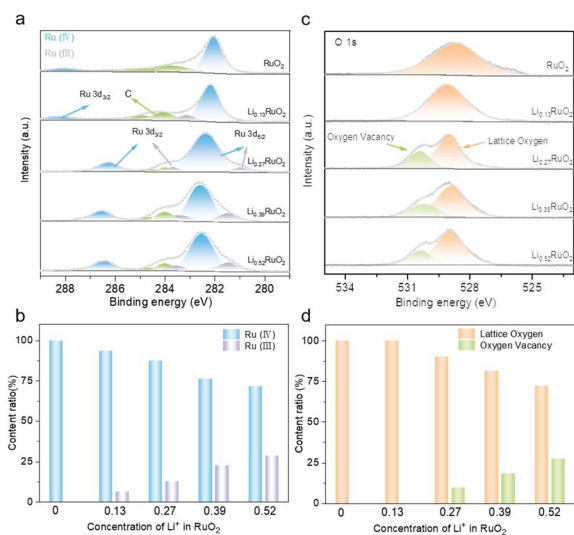 a
Ru (IV)
Ru (III)
RuO2
Ru 3d3/2
C
Li0.13RuO2
Ru 3d3/2
Ru 3d5/2
Li0.27RuO2
Li0.39RuO2
Li0.52RuO2
Intensity (a.u.)
288 286 284 282 280
Binding energy (eV)
c
O 1s
RuO2
Li0.13RuO2
Oxygen Vacancy
Lattice Oxygen
Li0.27RuO2
Li0.39RuO2
Li0.52RuO2
Intensity (a.u.)
534 531 528 525
Binding energy (eV)
b
Ru (IV)
Ru (III)
100
75
50
25
0
Content ratio(%)
0 0.13 0.27 0.39 0.52
Concentration of Li+ in RuO2
d
Lattice Oxygen
Oxygen Vacancy
100
75
50
25
0
Content ratio (%)
0 0.13 0.27 0.39 0.52
Concentration of Li+ in RuO2